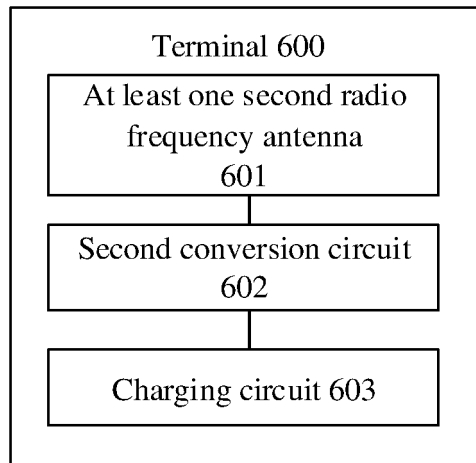 Terminal 600
At least one second radio
frequency antenna
601
Second conversion circuit
602
Charging circuit 603